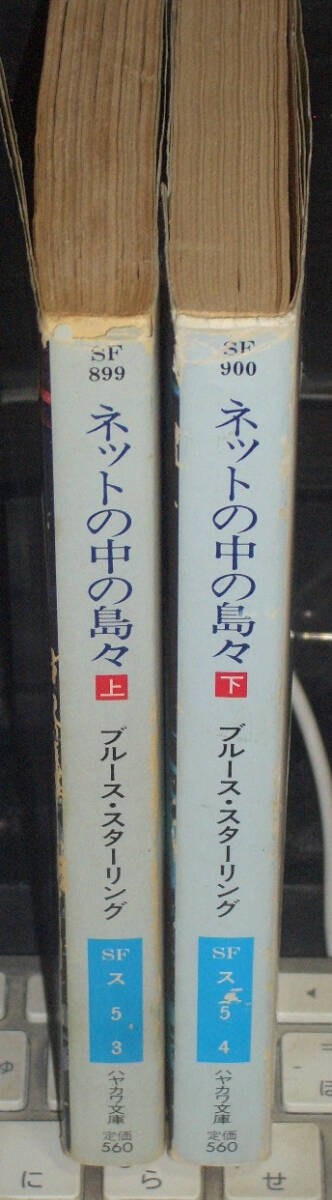 SF
899
ネットの中の島々
上
ブルース・スターリング
SF
ス
5
3
ハヤカワ文庫
定価
560
SF
900
ネットの中の島々
下
ブルース・スターリング
SF
ス
5
4
ハヤカワ文庫
定価
560
に
ら
せ